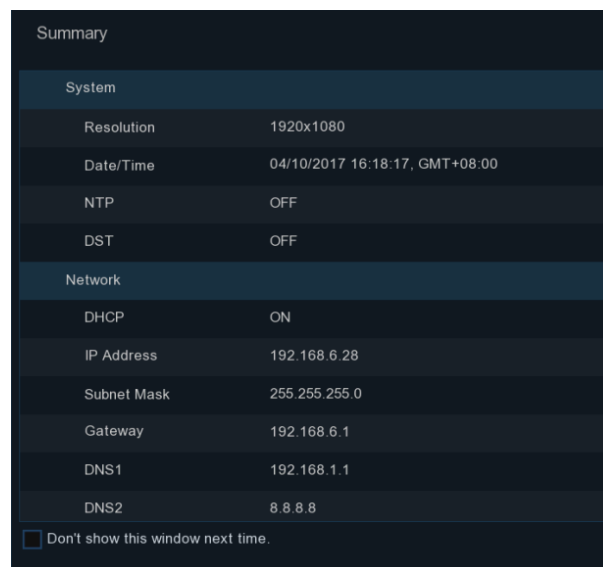 Summary
System
Resolution 1920x1080
Date/Time 04/10/2017 16:18:17, GMT+08:00
NTP OFF
DST OFF
Network
DHCP ON
IP Address 192.168.6.28
Subnet Mask 255.255.255.0
Gateway 192.168.6.1
DNS1 192.168.1.1
DNS2 8.8.8.8
Don't show this window next time.